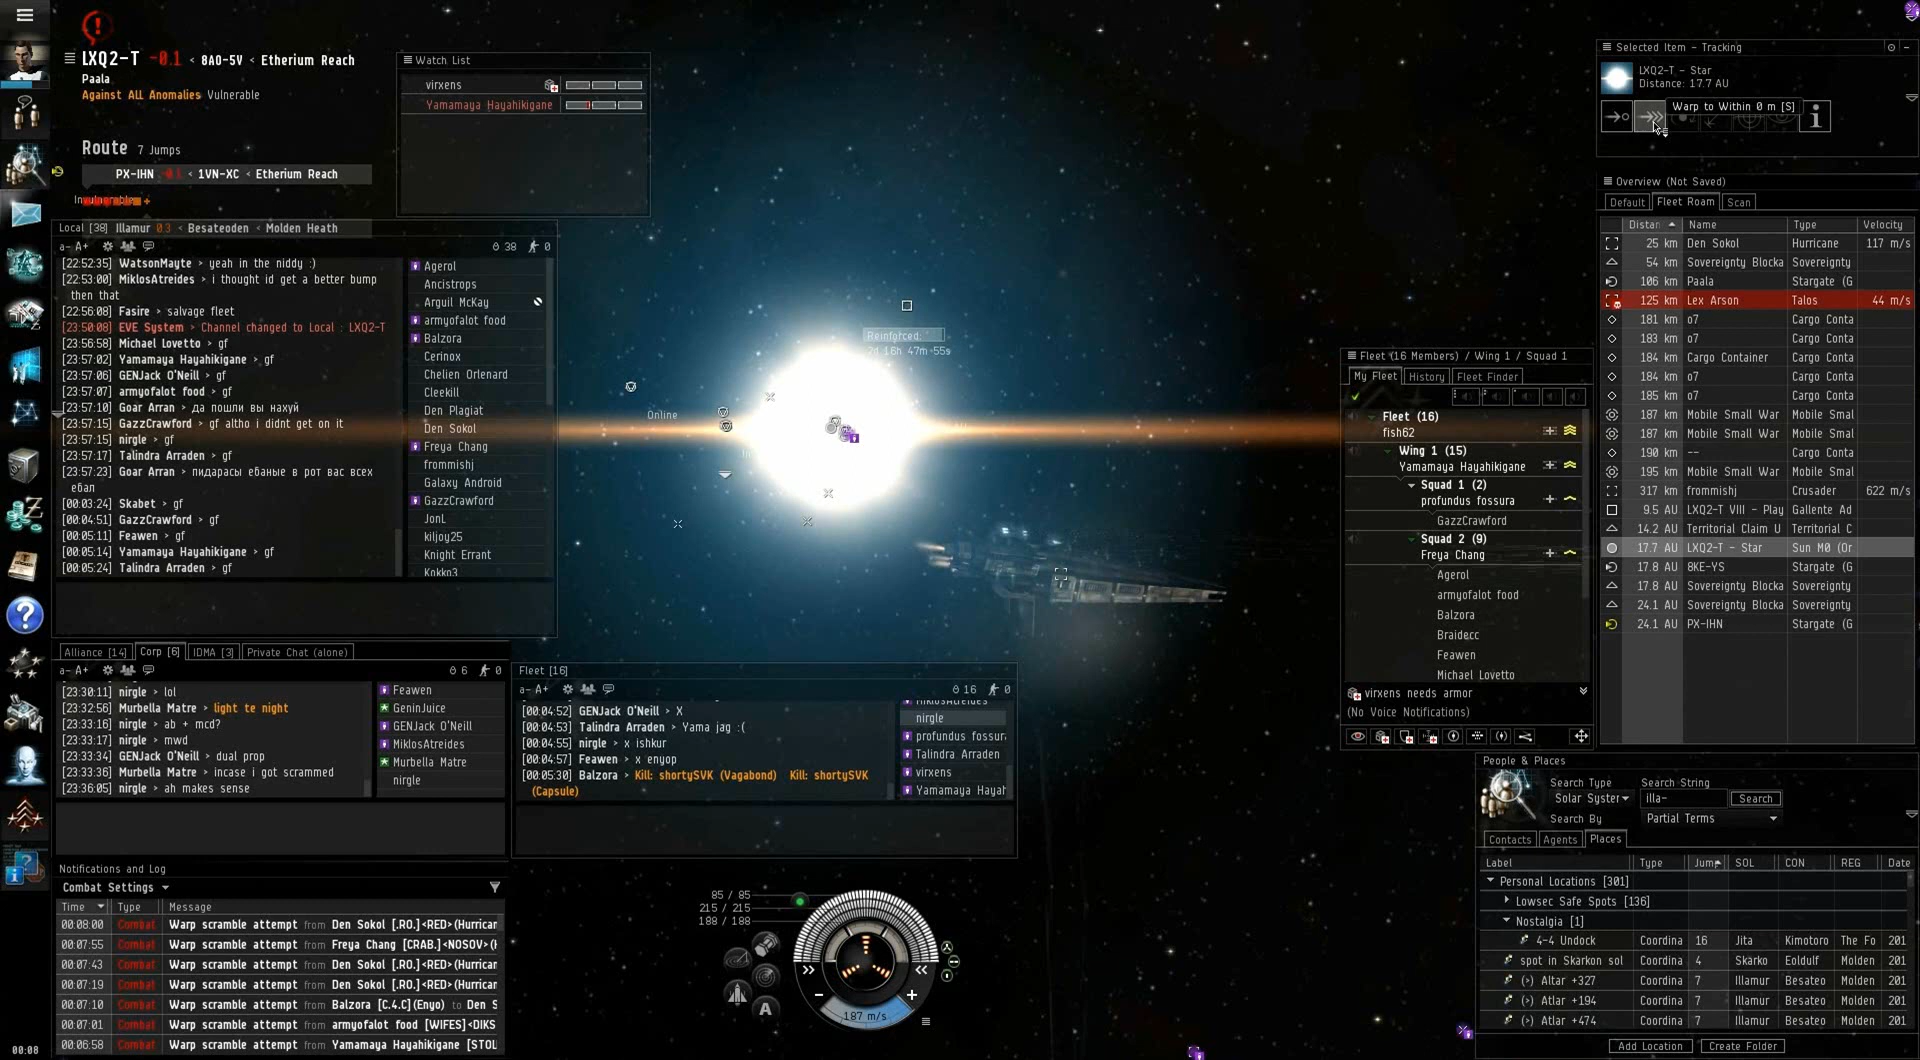 LXQ2-T -0.1 < 8AO-5V < Etherium Reach
Paala
Against ALL Anomalies Vulnerable
Route 7 Jumps
PX-IHN -0.1 < 1VN-XC < Etherium Reach
Watch List
virxens
Yamamaya Hayahikigane
Local [38] Illamur 0.3 < Besateoden < Molden Heath
a- A+ 38 0
[22:52:35] WatsonMayte > yeah in the niddy :)
[22:53:00] MiklosAtreides > i thought id get a better bump
then that
[22:56:08] Fasire > salvage fleet
[23:50:08] EVE System > Channel changed to Local : LXQ2-T
[23:56:58] Michael Lovetto > gf
[23:57:02] Yamamaya Hayahikigane > gf
[23:57:06] GENJack O'Neill > gf
[23:57:07] armyofalot food > gf
[23:57:10] Goar Arran > да пошли вы нахуй
[23:57:15] GazzCrawford > gf altho i didnt get on it
[23:57:15] nirgle > gf
[23:57:17] Talindra Arraden > gf
[23:57:23] Goar Arran > пидарасы ебаные в рот вас всех
ебал
[00:03:24] Skabet > gf
[00:04:51] GazzCrawford > gf
[00:05:11] Feawen > gf
[00:05:14] Yamamaya Hayahikigane > gf
[00:05:24] Talindra Arraden > gf
Agerol
Ancistrops
Arguil McKay
armyofalot food
Balzora
Cerinox
Chelien Orlenard
Cleekill
Den Plagiat
Den Sokol
Freya Chang
frommishj
Galaxy Android
GazzCrawford
JonL
kiljoy25
Knight Errant
Kokko3
Alliance [14] Corp [6] IDMA [3] Private Chat (alone)
a- A+ 6 0
[23:30:11] nirgle > lol
[23:32:56] Murbella Matre > light te night
[23:33:16] nirgle > ab + mcd?
[23:33:17] nirgle > mwd
[23:33:34] GENJack O'Neill > dual prop
[23:33:36] Murbella Matre > incase i got scrammed
[23:36:05] nirgle > ah makes sense
Feawen
GeninJuice
GENJack O'Neill
MiklosAtreides
Murbella Matre
nirgle
Fleet [16]
a- A+ 16 0
[00:04:52] GENJack O'Neill > X
[00:04:53] Talindra Arraden > Yama jag :(
[00:04:55] nirgle > x ishkur
[00:04:57] Feawen > x enyop
[00:05:30] Balzora > Kill: shortySVK (Vagabond) Kill: shortySVK
(Capsule)
MiklosAtreides
nirgle
profundus fossura
Talindra Arraden
virxens
Yamamaya Hayah
Notifications and Log
Combat Settings
Time Type Message
00:08:00 Combat Warp scramble attempt from Den Sokol [.RO.]<RED>(Hurrican
00:07:55 Combat Warp scramble attempt from Freya Chang [CRAB.]<NOSOV>(H
00:07:43 Combat Warp scramble attempt from Den Sokol [.RO.]<RED>(Hurrican
00:07:19 Combat Warp scramble attempt from Den Sokol [.RO.]<RED>(Hurrican
00:07:10 Combat Warp scramble attempt from Balzora [C.4.C](Enyo) to Den S
00:07:01 Combat Warp scramble attempt from armyofalot food [WIFES]<DIKS
00:06:58 Combat Warp scramble attempt from Yamamaya Hayahikigane [STOL
00:08
Reinforced:
2d 16h 47m 55s
Online
85 / 85
215 / 215
188 / 188
A
187 m/s
Selected Item - Tracking
LXQ2-T - Star
Distance: 17.7 AU
Warp to Within 0 m [S]
Overview (Not Saved)
Default Fleet Roam Scan
Distan Name Type Velocity
25 km Den Sokol Hurricane 117 m/s
54 km Sovereignty Blocka Sovereignty
106 km Paala Stargate (G
125 km Lex Arson Talos 44 m/s
181 km o7 Cargo Conta
183 km o7 Cargo Conta
184 km Cargo Container Cargo Conta
184 km o7 Cargo Conta
185 km o7 Cargo Conta
187 km Mobile Small War Mobile Smal
187 km Mobile Small War Mobile Smal
190 km -- Cargo Conta
195 km Mobile Small War Mobile Smal
317 km frommishj Crusader 622 m/s
9.5 AU LXQ2-T VIII - Play Gallente Ad
14.2 AU Territorial Claim U Territorial C
17.7 AU LXQ2-T - Star Sun M0 (Or
17.8 AU 8KE-YS Stargate (G
17.8 AU Sovereignty Blocka Sovereignty
24.1 AU Sovereignty Blocka Sovereignty
24.1 AU PX-IHN Stargate (G
Fleet (16 Members) / Wing 1 / Squad 1
My Fleet History Fleet Finder
Fleet (16)
fish62
Wing 1 (15)
Yamamaya Hayahikigane
Squad 1 (2)
profundus fossura
GazzCrawford
Squad 2 (9)
Freya Chang
Agerol
armyofalot food
Balzora
Braidecc
Feawen
Michael Lovetto
virxens needs armor
(No Voice Notifications)
People & Places
Search Type Search String
Solar System illa- Search
Search By Partial Terms
Contacts Agents Places
Label Type Jum SOL CON REG Date
Personal Locations [301]
Lowsec Safe Spots [136]
Nostalgia [1]
4-4 Undock Coordina 16 Jita Kimotoro The Fo 201
spot in Skarkon sol Coordina 4 Skarko Eoldulf Molden 201
(>) Altar +327 Coordina 7 Illamur Besateo Molden 201
(>) Atlar +194 Coordina 7 Illamur Besateo Molden 201
(>) Atlar +474 Coordina 7 Illamur Besateo Molden 201
Add Location Create Folder